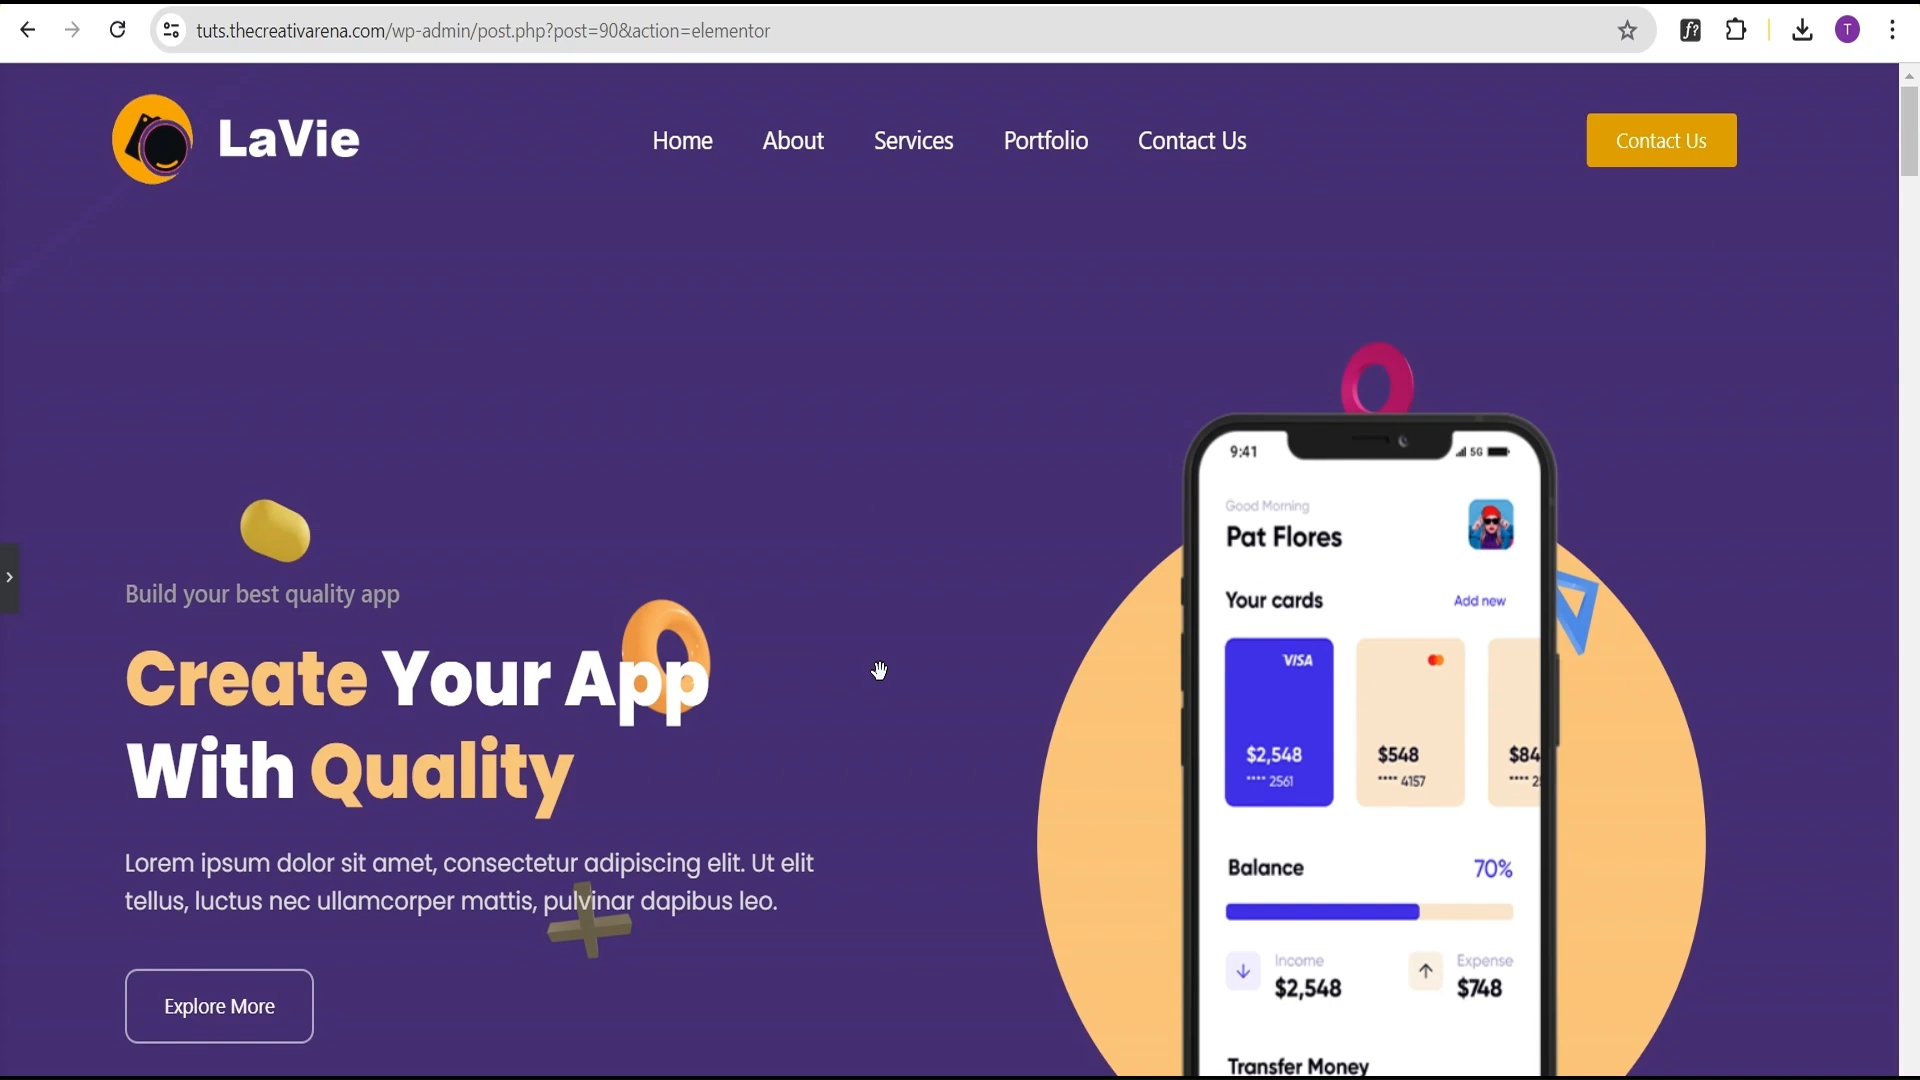 tuts.thecreativarena.com/wp-admin/post.php?post=90&action=elementor
f?
T
LaVie
Home
About
Services
Portfolio
Contact Us
Contact Us
Build your best quality app
Create Your App
With Quality
Lorem ipsum dolor sit amet, consectetur adipiscing elit. Ut elit
tellus, luctus nec ullamcorper mattis, pulvinar dapibus leo.
Explore More
9:41
5G
Good Morning
Pat Flores
Your cards
Add new
VISA
$2,548
$548
$84
**** 2561
**** 4157
**** 2
Balance
70%
Income
$2,548
Expense
$748
Transfer Money